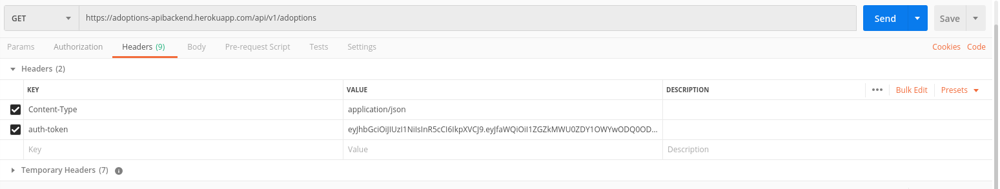 GET https://adoptions-apibackend.herokuapp.com/api/v1/adoptions Send Save
Params Authorization Headers (9) Body Pre-request Script Tests Settings Cookies Code
Headers (2)
KEY VALUE DESCRIPTION ••• Bulk Edit Presets
Content-Type application/json
auth-token eyJhbGciOiJIUzI1NiIsInR5cCI6IkpXVCJ9.eyJfaWQiOiI1ZGZkMWU0ZDY1OWYwODQ0OD...
Key Value Description
Temporary Headers (7) i